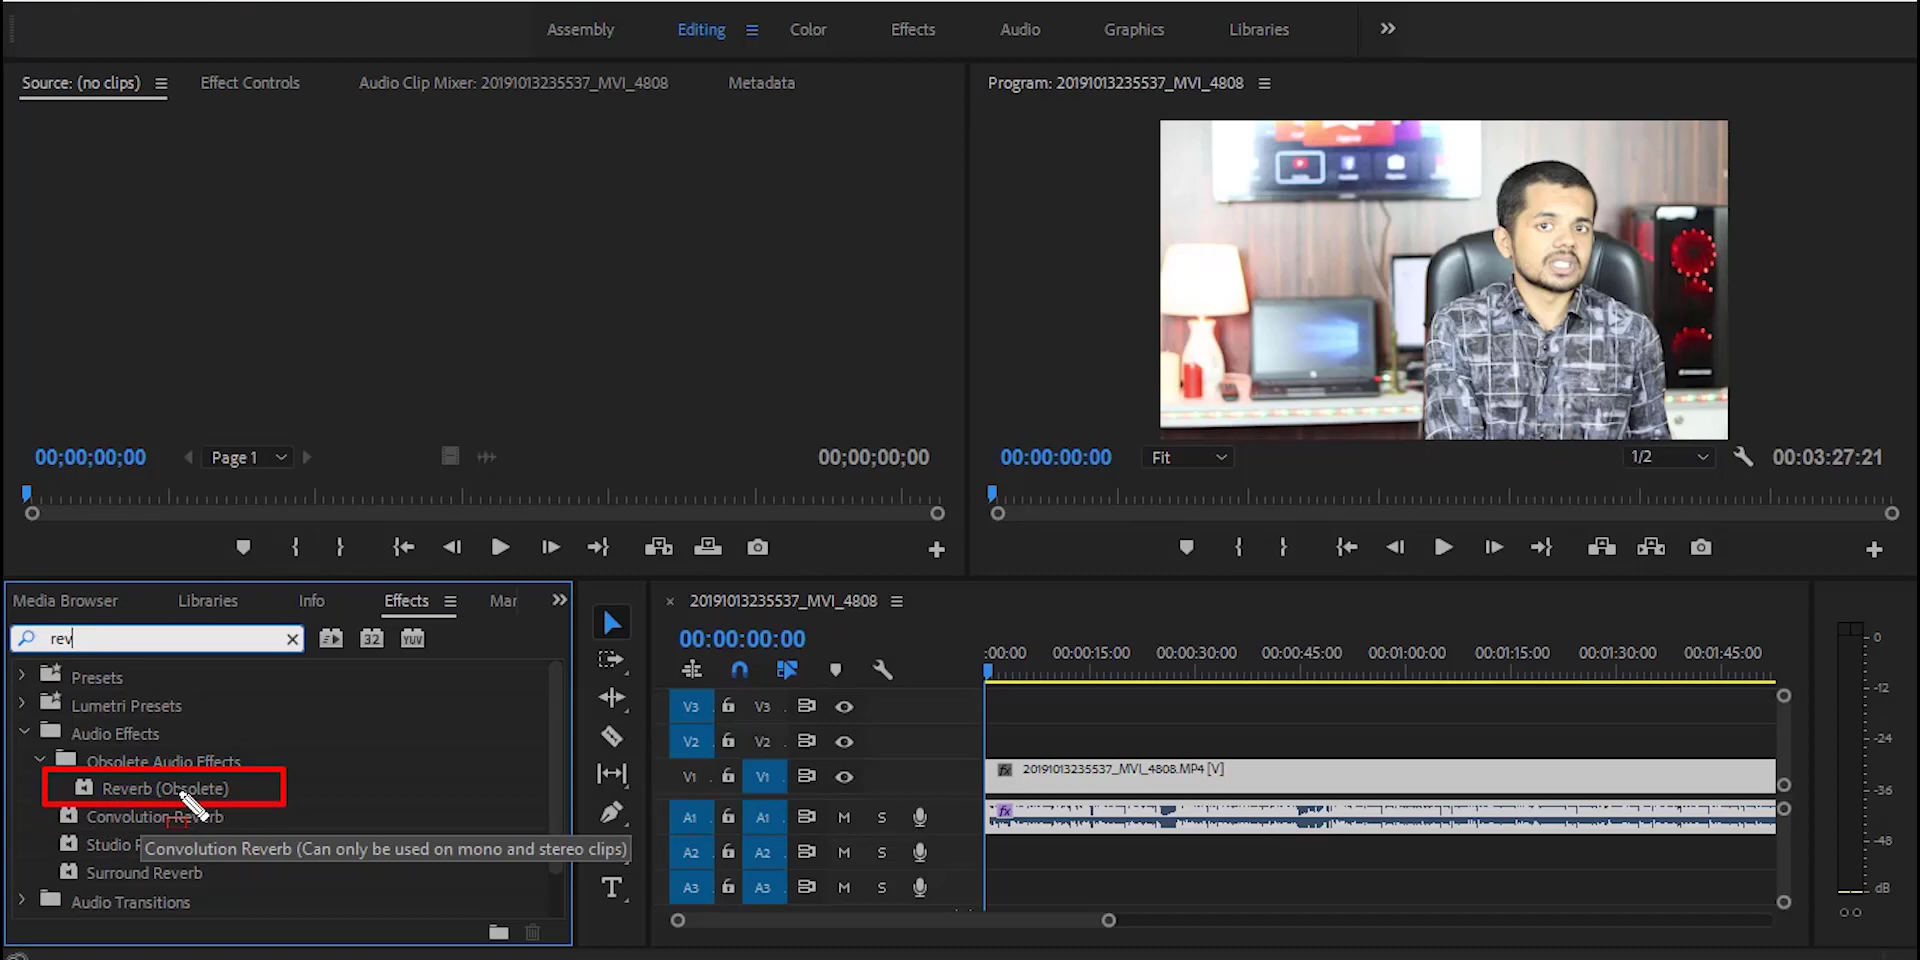 Assembly Editing Color Effects Audio Graphics Libraries
Source: (no clips) Effect Controls Audio Clip Mixer: 20191013235537_MVI_4808 Metadata
Program: 20191013235537_MVI_4808
00;00;00;00 Page 1 00;00;00;00
00:00:00:00 Fit 1/2 00:03:27:21
Media Browser Libraries Info Effects Mar
rev
32 YUV
Presets
Lumetri Presets
Audio Effects
Obsolete Audio Effects
Reverb (Obsolete)
Convolution Reverb
Studio
Convolution Reverb (Can only be used on mono and stereo clips)
Surround Reverb
Audio Transitions
20191013235537_MVI_4808
00:00:00:00
:00:00 00:00:15:00 00:00:30:00 00:00:45:00 00:01:00:00 00:01:15:00 00:01:30:00 00:01:45:00
V3 V3
V2 V2
V1 V1 fx 20191013235537_MVI_4808.MP4 [V]
A1 A1 M S fx
A2 A2 M S
A3 A3 M S
T
0
-12
-24
-36
-48
dB